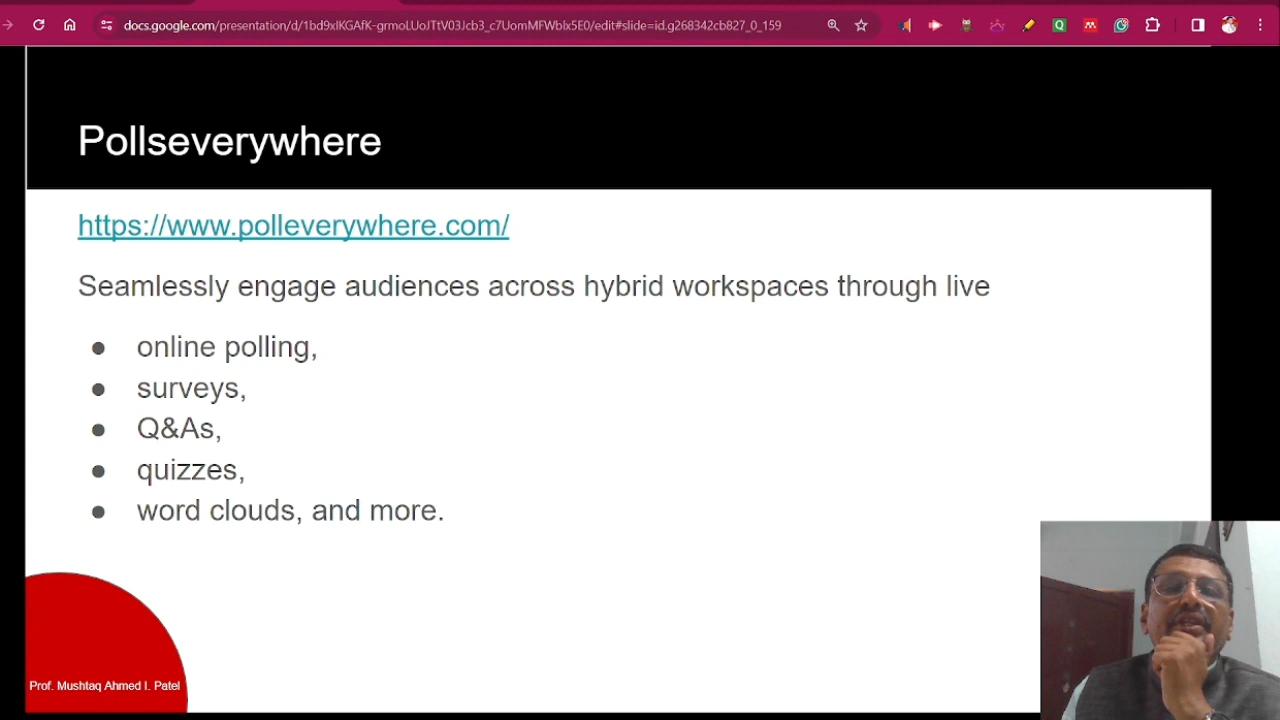 docs.google.com/presentation/d/1bd9xlKGAfK-grmoLUoJTtV03Jcb3_c7UomMFWblx5E0/edit#slide=id.g268342cb827_0_159
Pollseverywhere
https://www.polleverywhere.com/
Seamlessly engage audiences across hybrid workspaces through live
● online polling,
● surveys,
● Q&As,
● quizzes,
● word clouds, and more.
Prof. Mushtaq Ahmed I. Patel